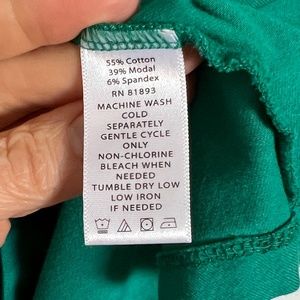 55% Cotton
39% Modal
6% Spandex
RN 81893
MACHINE WASH
COLD
SEPARATELY
GENTLE CYCLE
ONLY
NON-CHLORINE
BLEACH WHEN
NEEDED
TUMBLE DRY LOW
LOW IRON
IF NEEDED